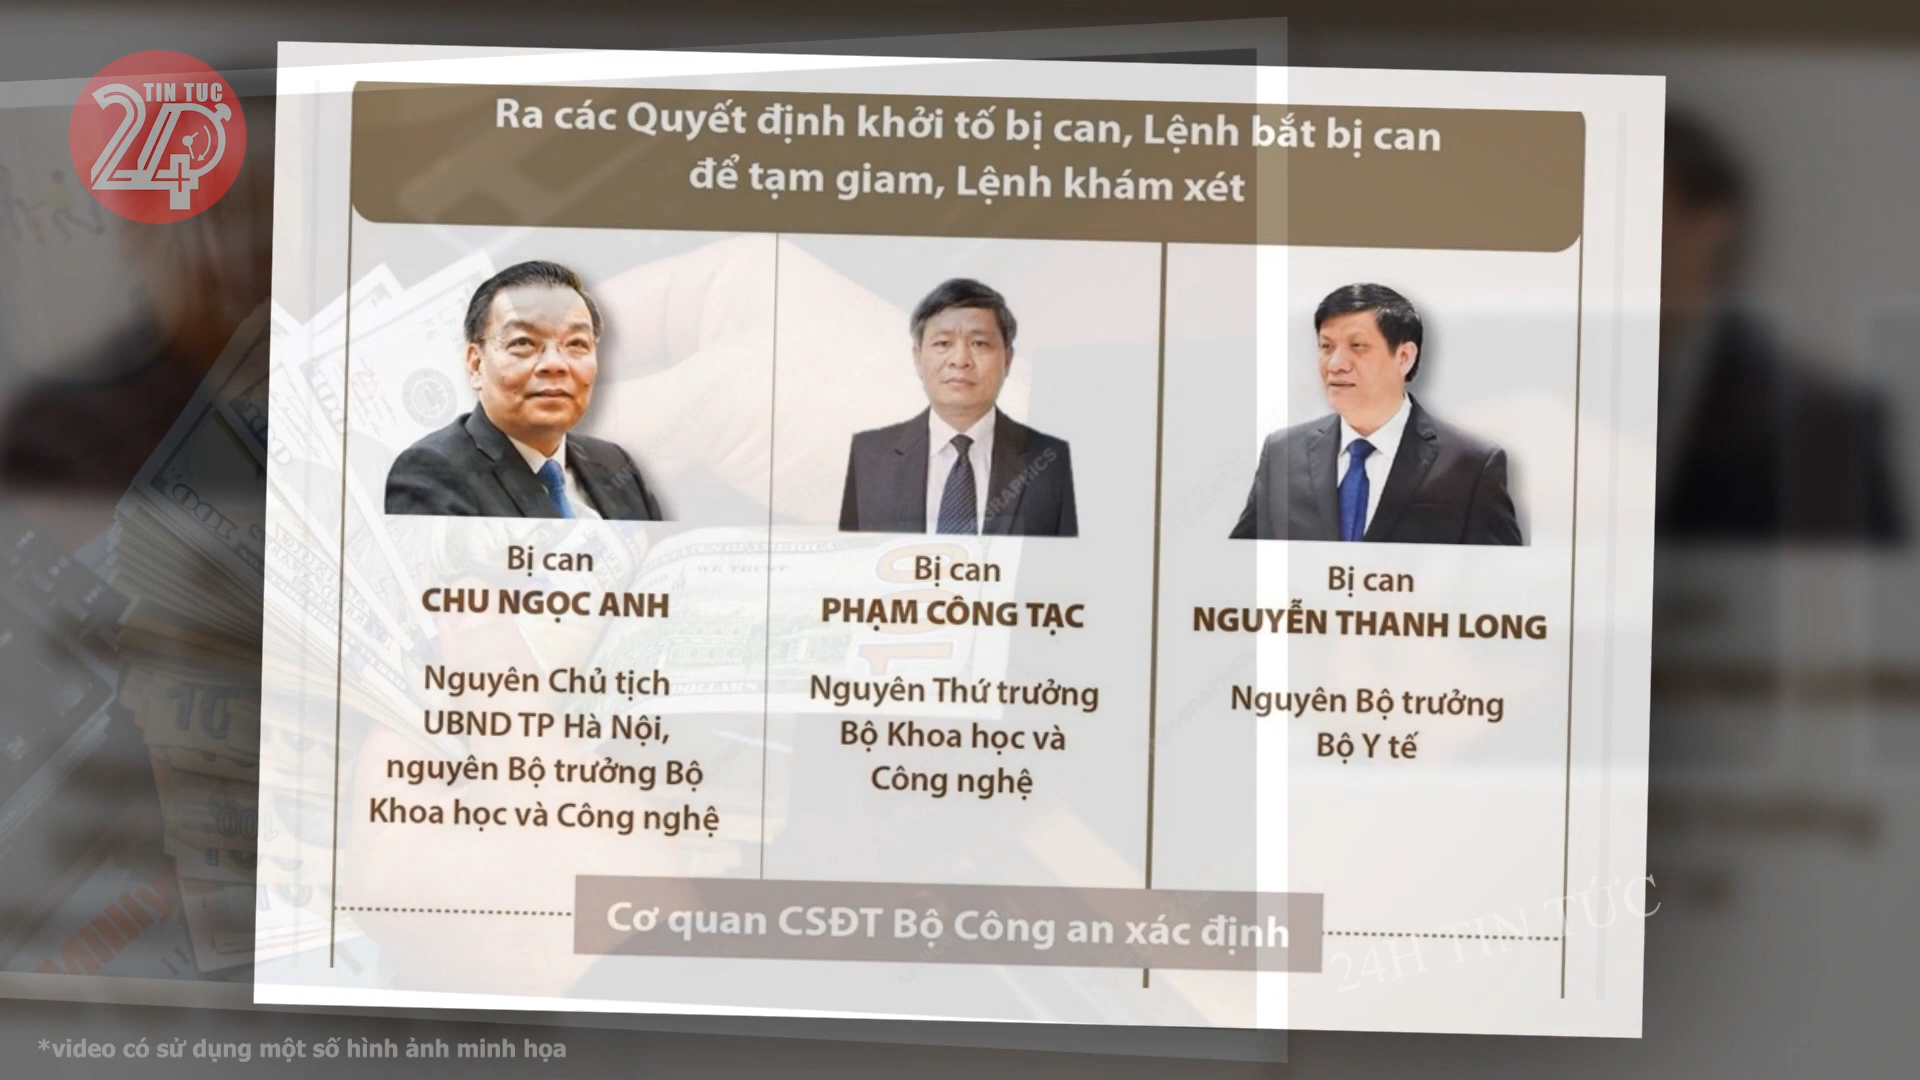 TIN TỨC
24
Ra các Quyết định khởi tố bị can, Lệnh bắt bị can
để tạm giam, Lệnh khám xét
Bị can
CHU NGỌC ANH
Nguyên Chủ tịch
UBND TP Hà Nội,
nguyên Bộ trưởng Bộ
Khoa học và Công nghệ
Bị can
PHẠM CÔNG TẠC
Nguyên Thứ trưởng
Bộ Khoa học và
Công nghệ
Bị can
NGUYỄN THANH LONG
Nguyên Bộ trưởng
Bộ Y tế
Cơ quan CSĐT Bộ Công an xác định
24H TIN TỨC
*video có sử dụng một số hình ảnh minh họa
100